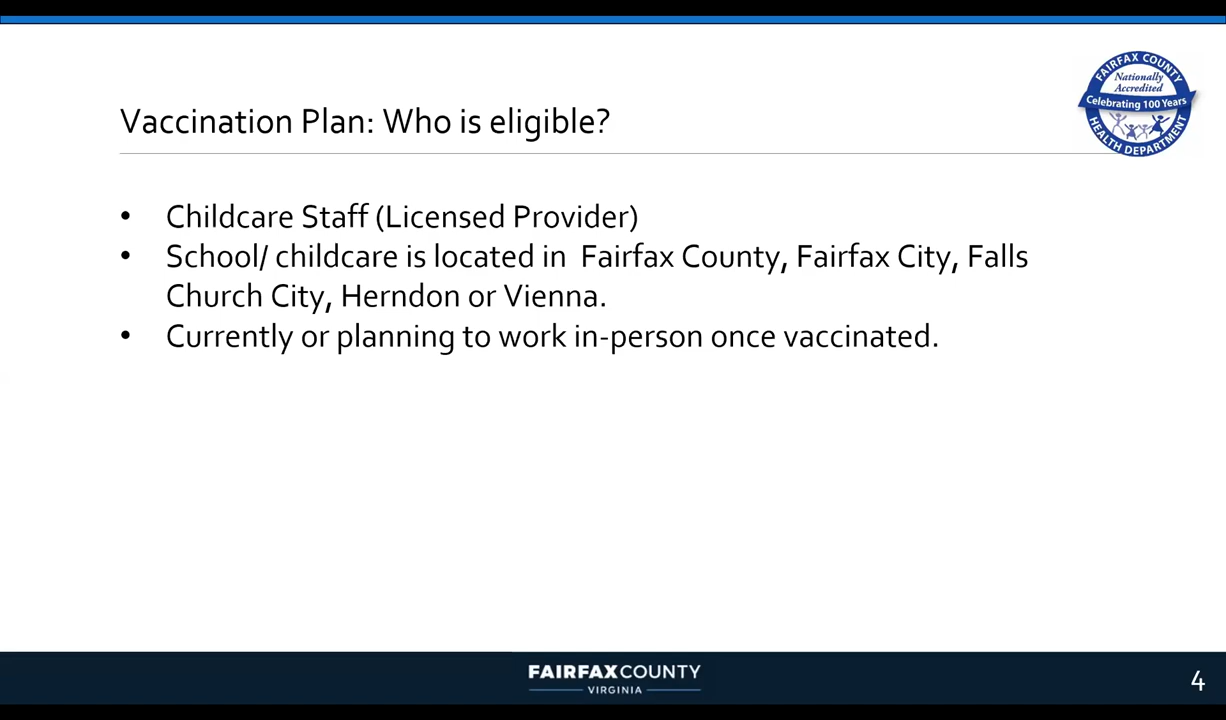 FAIRFAX COUNTY
Nationally
Accredited
Celebrating 100 Years
HEALTH DEPARTMENT
Vaccination Plan: Who is eligible?
• Childcare Staff (Licensed Provider)
• School/ childcare is located in  Fairfax County, Fairfax City, Falls
Church City, Herndon or Vienna.
• Currently or planning to work in-person once vaccinated.
FAIRFAX COUNTY
VIRGINIA
4